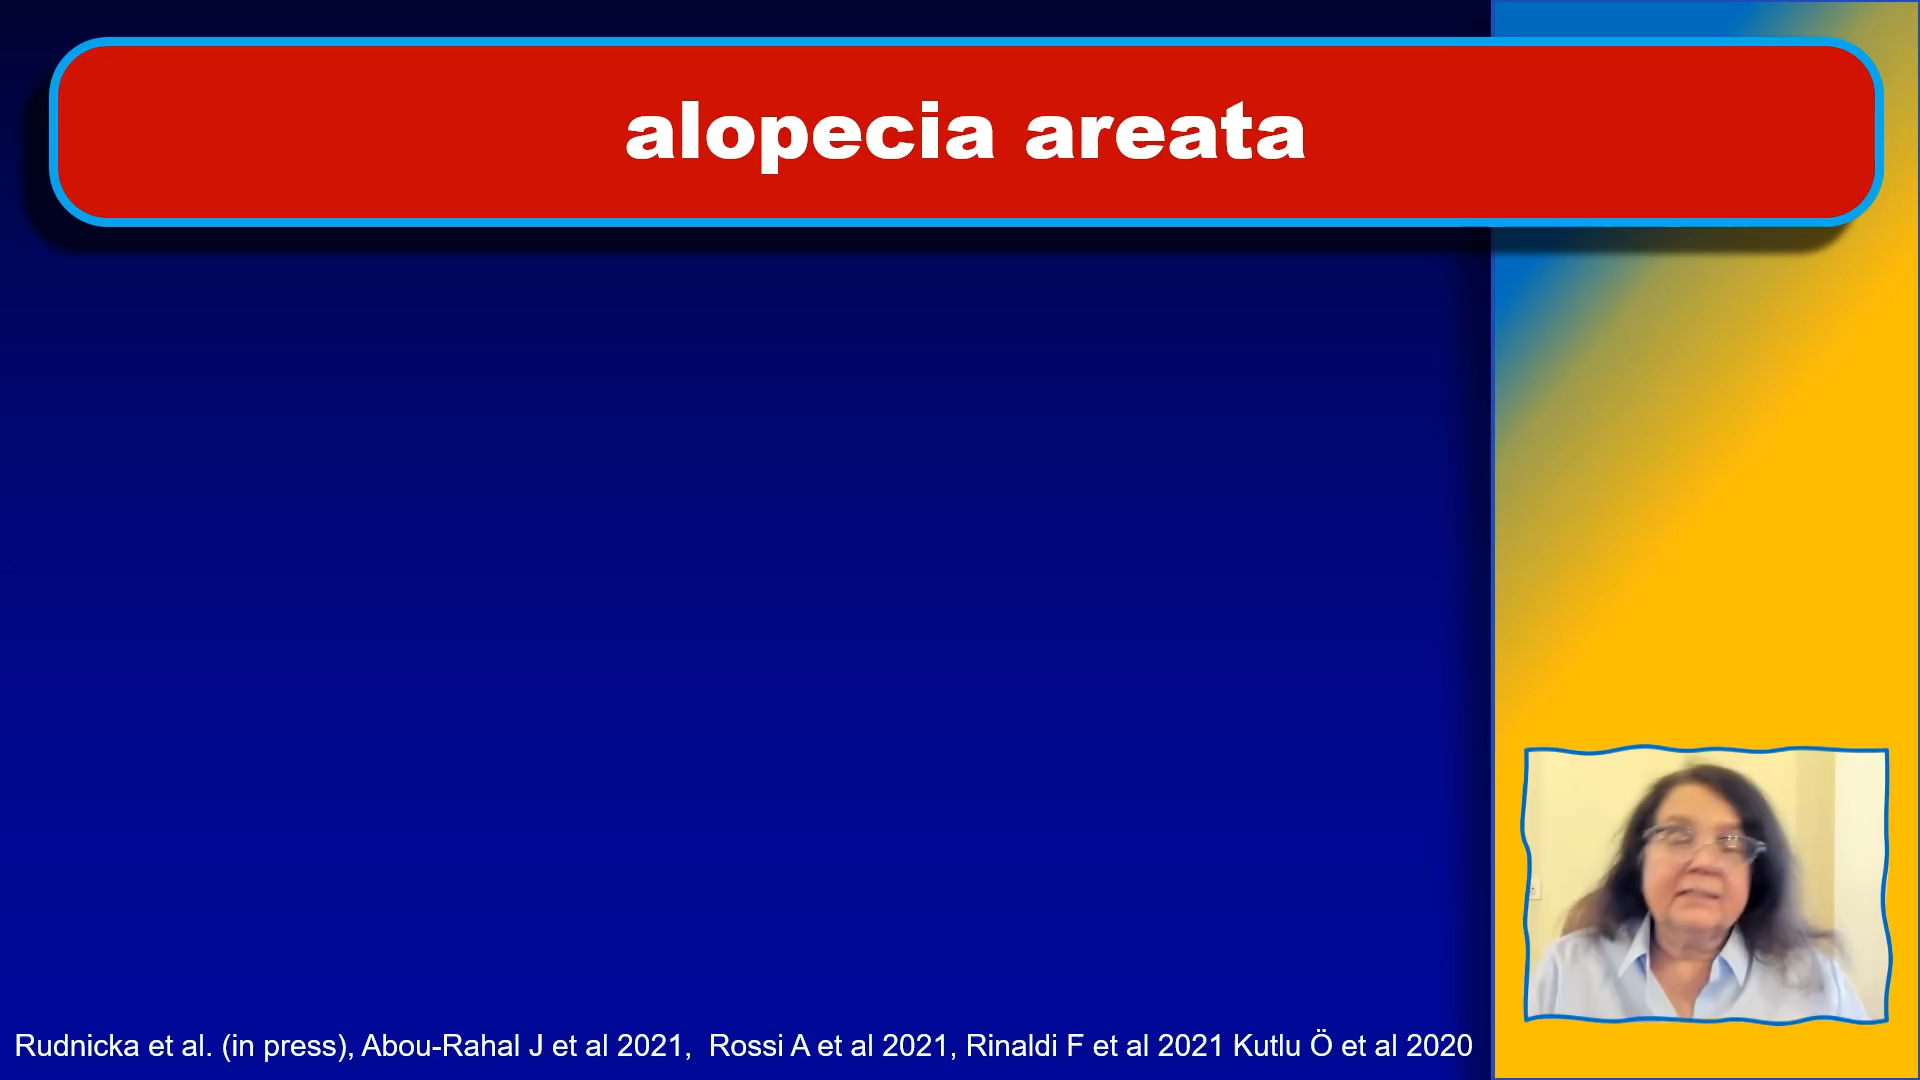 alopecia areata
Rudnicka et al. (in press), Abou-Rahal J et al 2021,  Rossi A et al 2021, Rinaldi F et al 2021 Kutlu Ö et al 2020